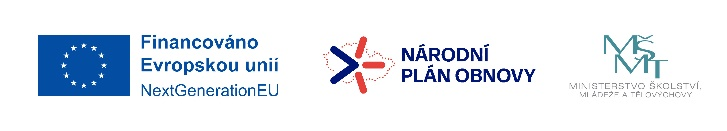 Financováno
Evropskou unií
NextGenerationEU
NÁRODNÍ
PLÁN OBNOVY
MŠMT
MINISTERSTVO ŠKOLSTVÍ,
MLÁDEŽE A TĚLOVÝCHOVY